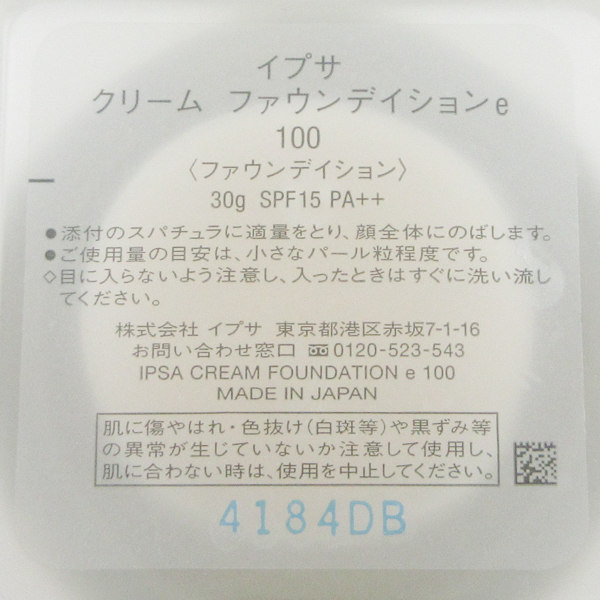 イプサ
クリーム ファウンデイションe
100
〈ファウンデイション〉
30g SPF15 PA++
●添付のスパチュラに適量をとり、顔全体にのばします。
●ご使用量の目安は、小さなパール粒程度です。
◇目に入らないよう注意し、入ったときはすぐに洗い流し
てください。
株式会社 イプサ 東京都港区赤坂7-1-16
お問い合わせ窓口 0120-523-543
IPSA CREAM FOUNDATION e 100
MADE IN JAPAN
肌に傷やはれ・色抜け(白斑等)や黒ずみ等
の異常が生じていないか注意して使用し、
肌に合わない時は、使用を中止してください。
4184DB